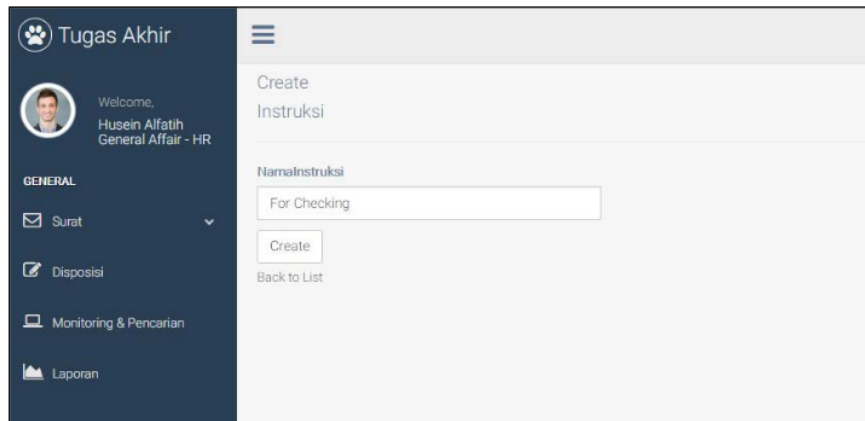 Tugas Akhir
Welcome,
Husein Alfatih
General Affair - HR
GENERAL
Surat
Disposisi
Monitoring & Pencarian
Laporan
Create
Instruksi
NamaInstruksi
For Checking
Create
Back to List